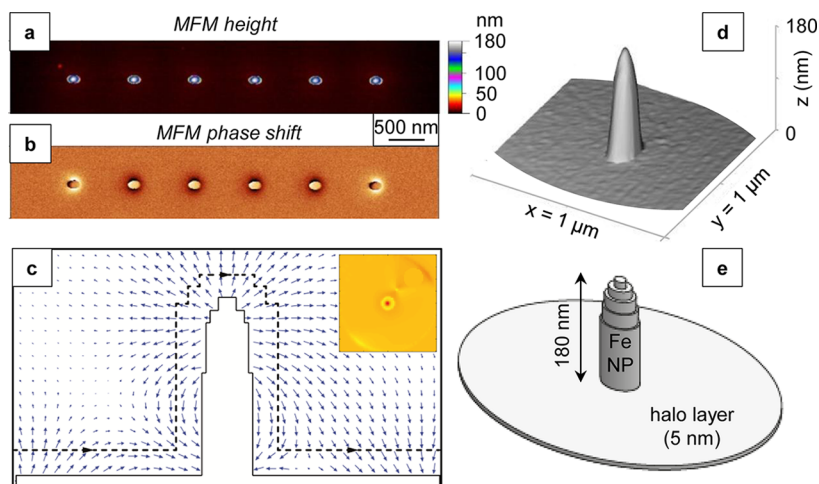 a
MFM height
nm
180
100
50
0
b
MFM phase shift
500 nm
c
d
180
z (nm)
0
x = 1 µm
y = 1 µm
e
180 nm
Fe
NP
halo layer
(5 nm)